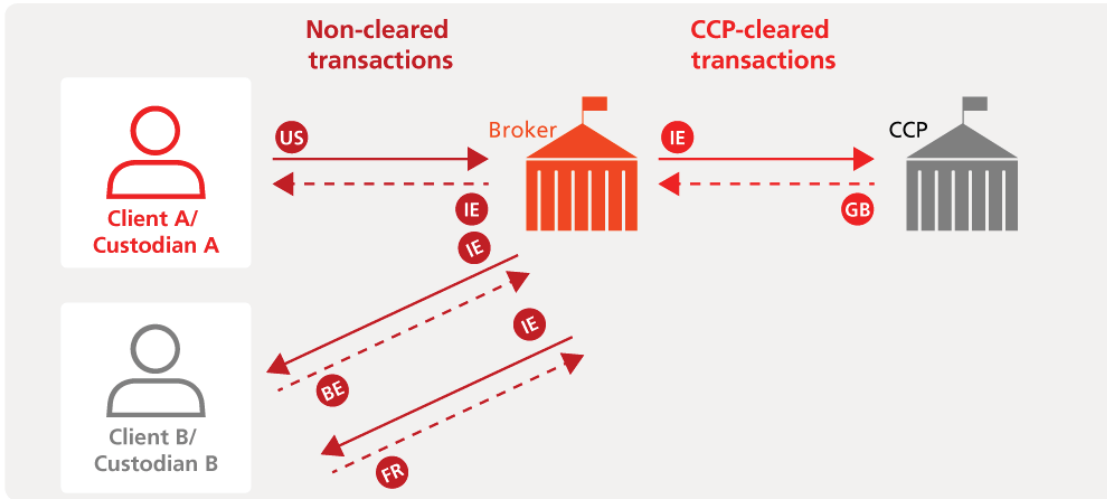 Non-cleared
transactions
CCP-cleared
transactions
US
Broker
IE
CCP
IE
GB
Client A/
Custodian A
IE
IE
BE
Client B/
Custodian B
FR